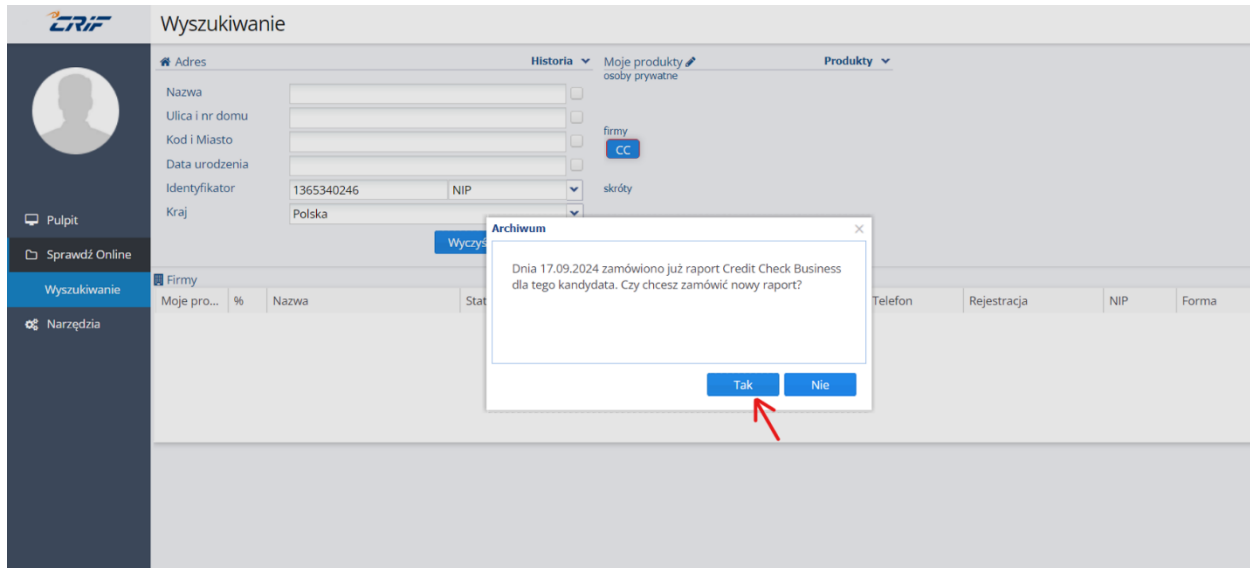 CRIF
Wyszukiwanie
Adres
Historia
Moje produkty
osoby prywatne
Produkty
Nazwa
Ulica i nr domu
Kod i Miasto
Data urodzenia
Identyfikator 1365340246 NIP
Kraj Polska
firmy
CC
skróty
Pulpit
Sprawdź Online
Wyszukiwanie
Narzędzia
Firmy
Moje pro... % Nazwa Telefon Rejestracja NIP Forma
Archiwum
Dnia 17.09.2024 zamówiono już raport Credit Check Business
dla tego kandydata. Czy chcesz zamówić nowy raport?
Tak Nie